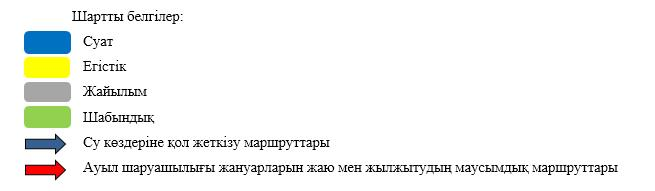 Шартты белгілер:
Суат
Егістік
Жайылым
Шабындық
Су көздеріне қол жеткізу маршруттары
Ауыл шаруашылығы жануарларын жаю мен жылжытудың маусымдық маршруттары